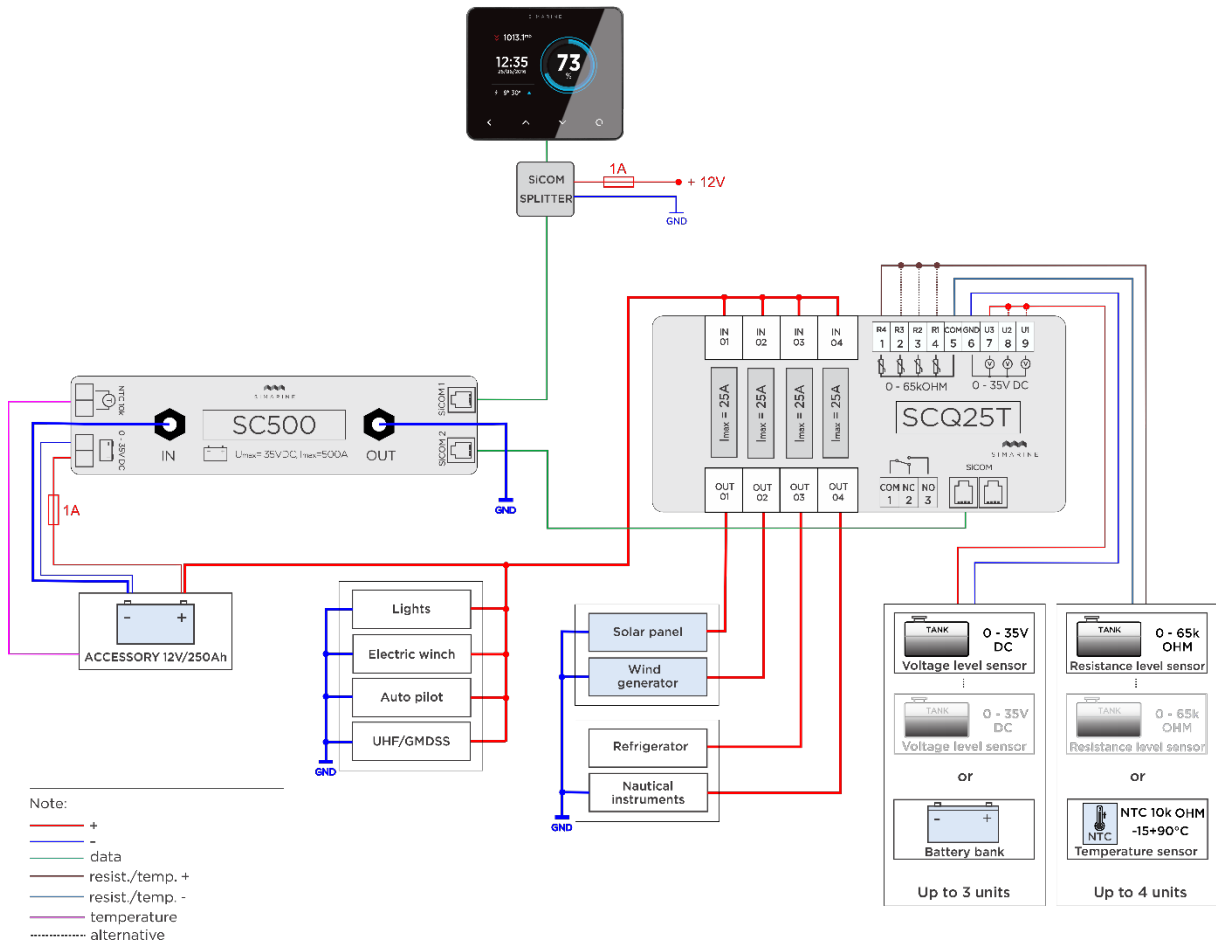 SIMARINE
1013.1
12:35
73
%
1A
+ 12V
SiCOM
SPLITTER
GND
R4 R3 R2 R1 COM GND U3 U2 U1
1 2 3 4 5 6 7 8 9
0 - 65kOHM
0 - 35V DC
IN 01
IN 02
IN 03
IN 04
Imax = 25A
Imax = 25A
Imax = 25A
Imax = 25A
SCQ25T
SIMARINE
OUT 01
OUT 02
OUT 03
OUT 04
COM NC NO
1 2 3
SiCOM
NTC 10k
0 - 35V DC
SIMARINE
SC500
IN
OUT
Umax= 35VDC, Imax=500A
SiCOM 1
SiCOM 2
GND
1A
- +
ACCESSORY 12V/250Ah
Lights
Electric winch
Auto pilot
UHF/GMDSS
GND
Solar panel
Wind
generator
Refrigerator
Nautical
instruments
GND
TANK
0 - 35V
DC
Voltage level sensor
TANK
0 - 35V
DC
Voltage level sensor
or
- +
Battery bank
Up to 3 units
TANK
0 - 65k
OHM
Resistance level sensor
TANK
0 - 65k
OHM
Resistance level sensor
or
NTC
NTC 10k OHM
-15+90°C
Temperature sensor
Up to 4 units
Note:
+
-
data
resist./temp. +
resist./temp. -
temperature
alternative